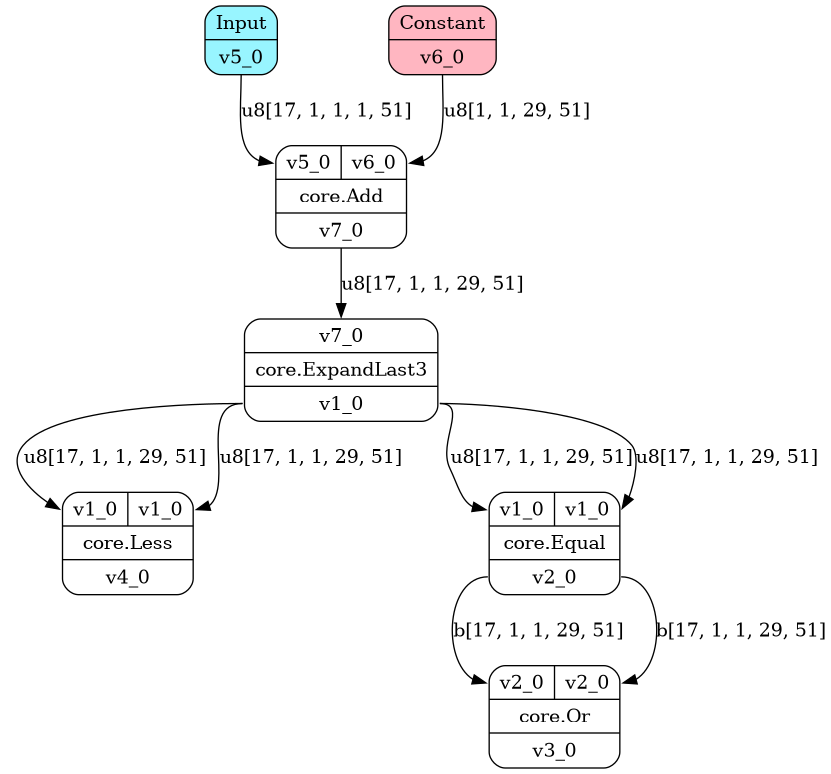 Input
v5_0
Constant
v6_0
u8[17, 1, 1, 1, 51]
u8[1, 1, 29, 51]
v5_0 v6_0
core.Add
v7_0
u8[17, 1, 1, 29, 51]
v7_0
core.ExpandLast3
v1_0
u8[17, 1, 1, 29, 51]
u8[17, 1, 1, 29, 51]
u8[17, 1, 1, 29, 51]
u8[17, 1, 1, 29, 51]
v1_0 v1_0
core.Less
v4_0
v1_0 v1_0
core.Equal
v2_0
b[17, 1, 1, 29, 51]
b[17, 1, 1, 29, 51]
v2_0 v2_0
core.Or
v3_0